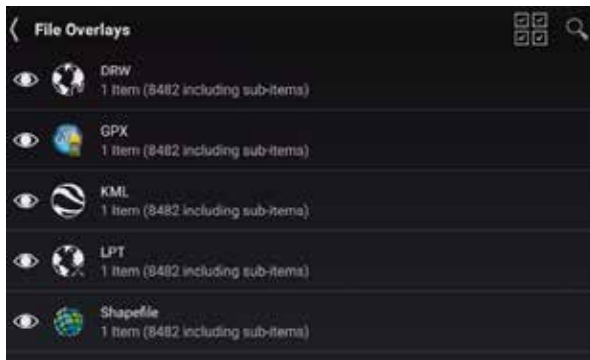 File Overlays
DRW
1 Item (8482 including sub-items)
GPX
1 Item (8482 including sub-items)
KML
1 Item (8482 including sub-items)
LPT
1 Item (8482 including sub-items)
Shapefile
1 Item (8482 including sub-items)